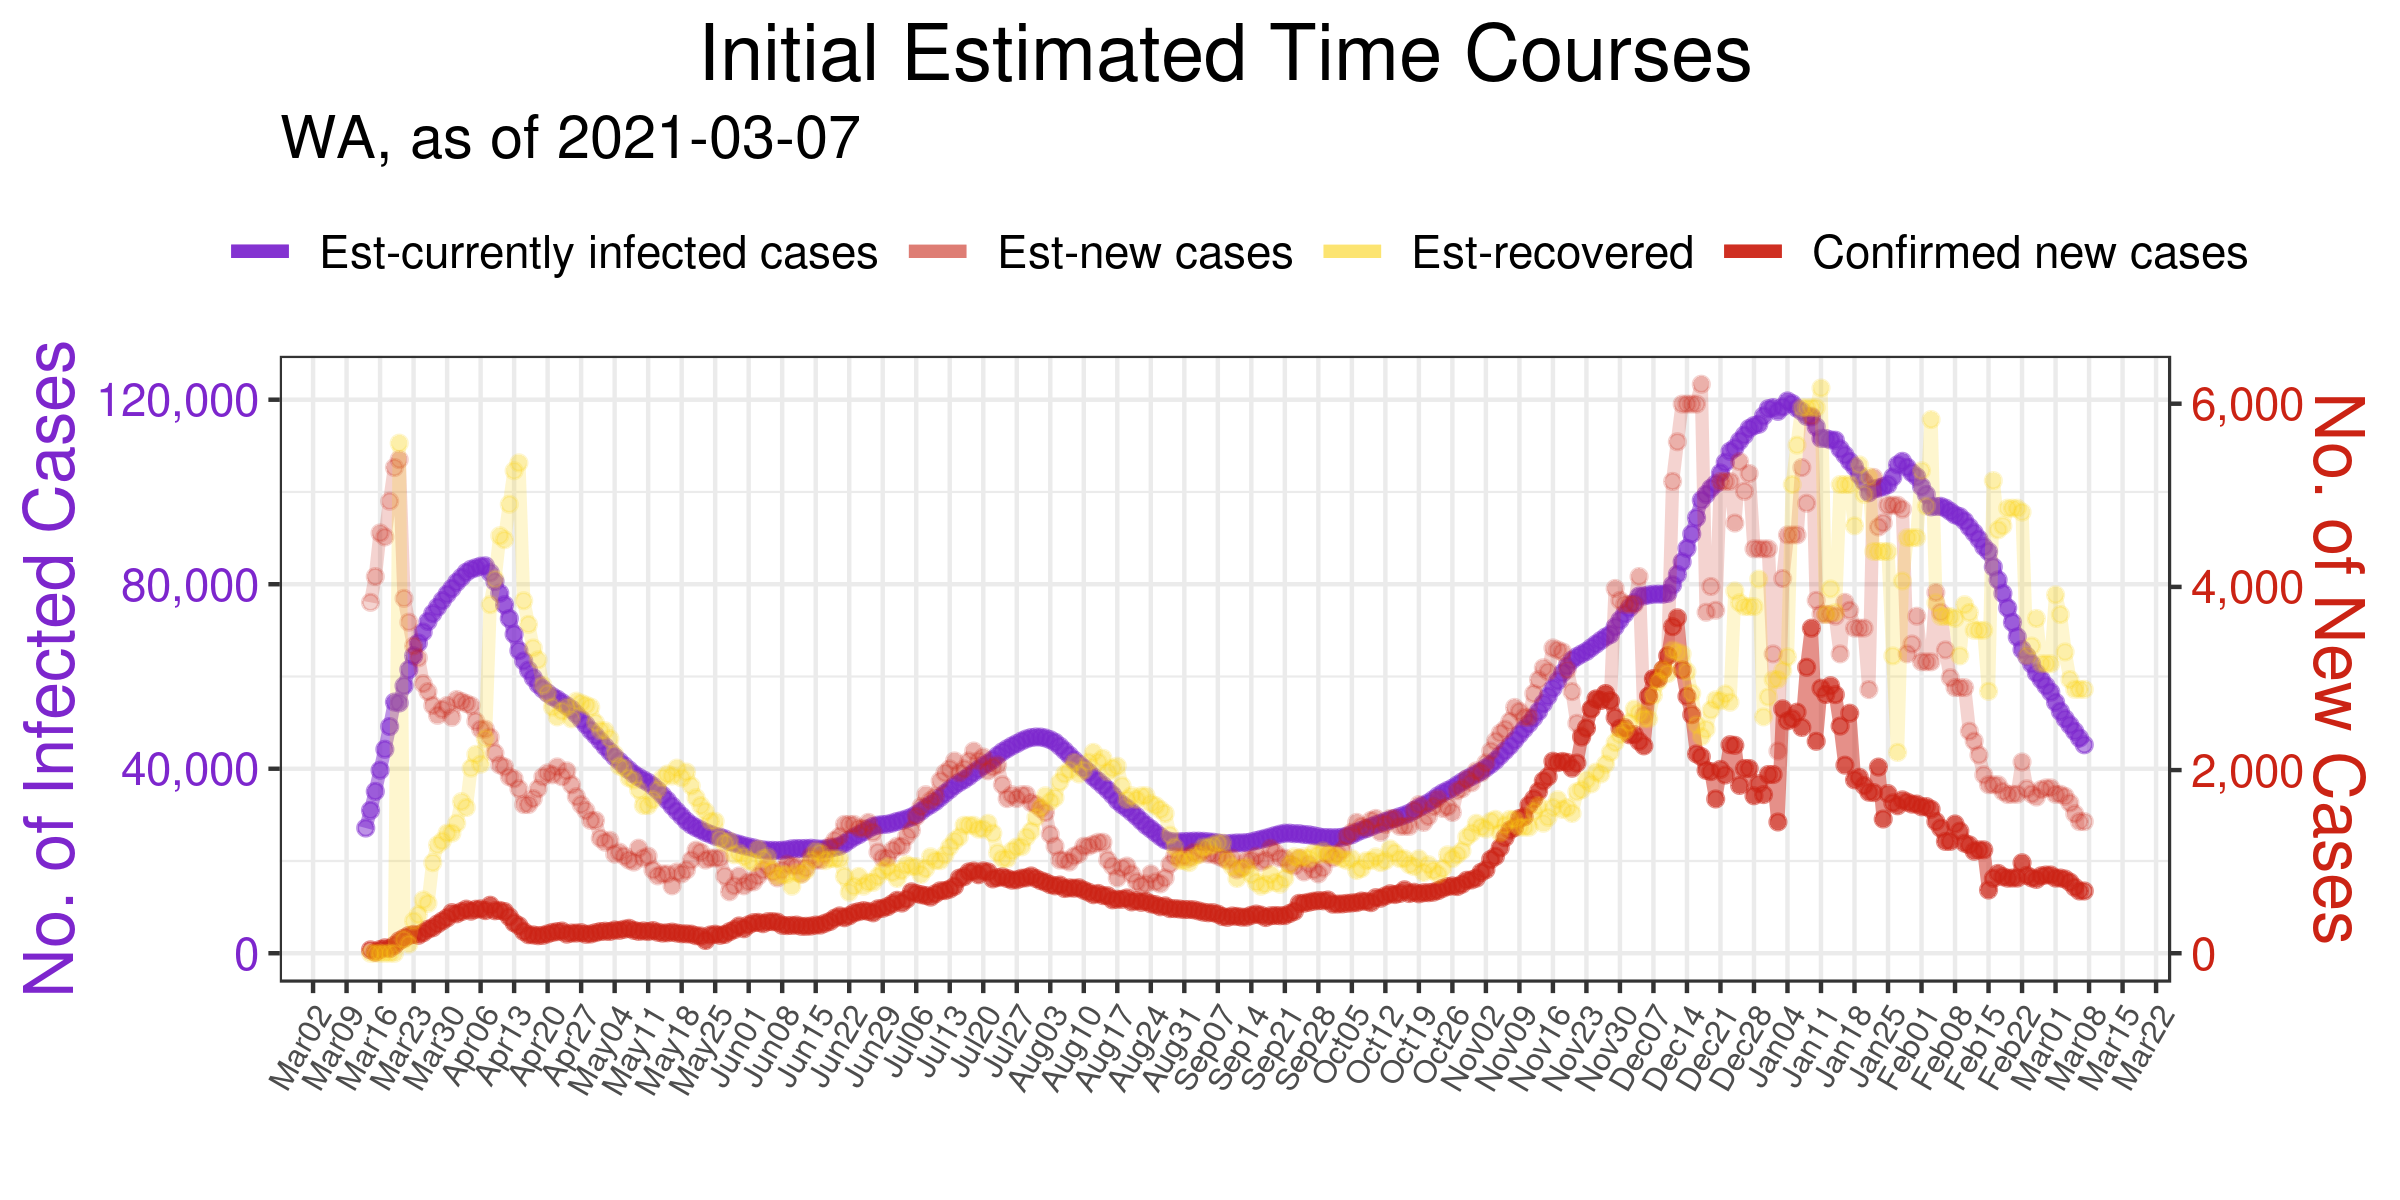 Initial Estimated Time Courses
WA, as of 2021-03-07
Est-currently infected cases
Est-new cases
Est-recovered
Confirmed new cases
No. of Infected Cases
120,000
80,000
40,000
0
6,000
4,000
2,000
0
No. of New Cases
Mar02
Mar09
Mar16
Mar23
Mar30
Apr06
Apr13
Apr20
Apr27
May04
May11
May18
May25
Jun01
Jun08
Jun15
Jun22
Jun29
Jul06
Jul13
Jul20
Jul27
Aug03
Aug10
Aug17
Aug24
Aug31
Sep07
Sep14
Sep21
Sep28
Oct05
Oct12
Oct19
Oct26
Nov02
Nov09
Nov16
Nov23
Nov30
Dec07
Dec14
Dec21
Dec28
Jan04
Jan11
Jan18
Jan25
Feb01
Feb08
Feb15
Feb22
Mar01
Mar08
Mar15
Mar22